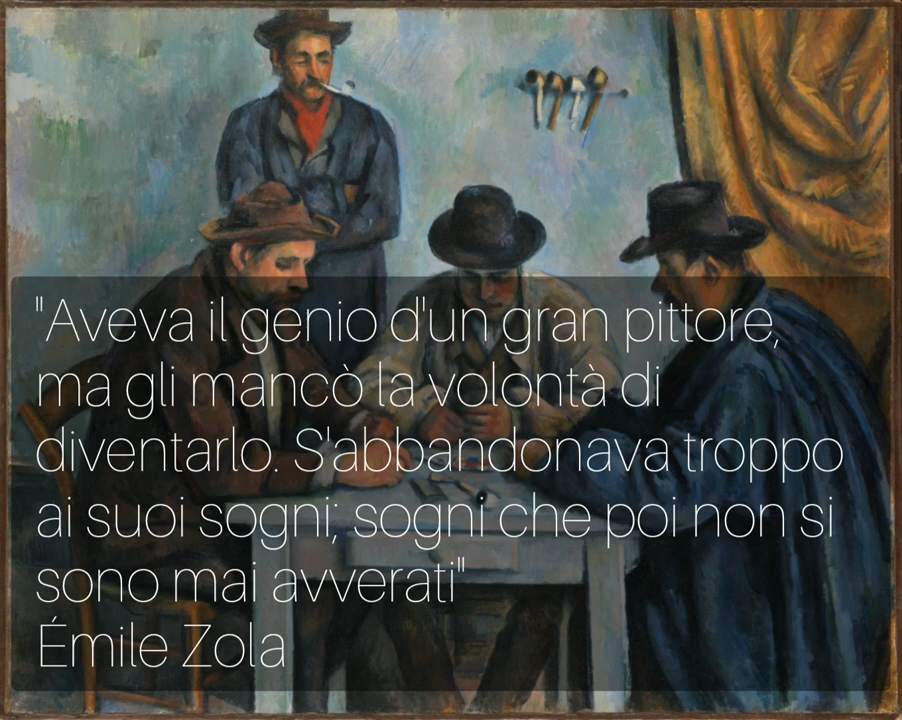 "Aveva il genio d'un gran pittore,
ma gli mancò la volontà di
diventarlo. S'abbandonava troppo
ai suoi sogni; sogni che poi non si
sono mai avverati"
Émile Zola